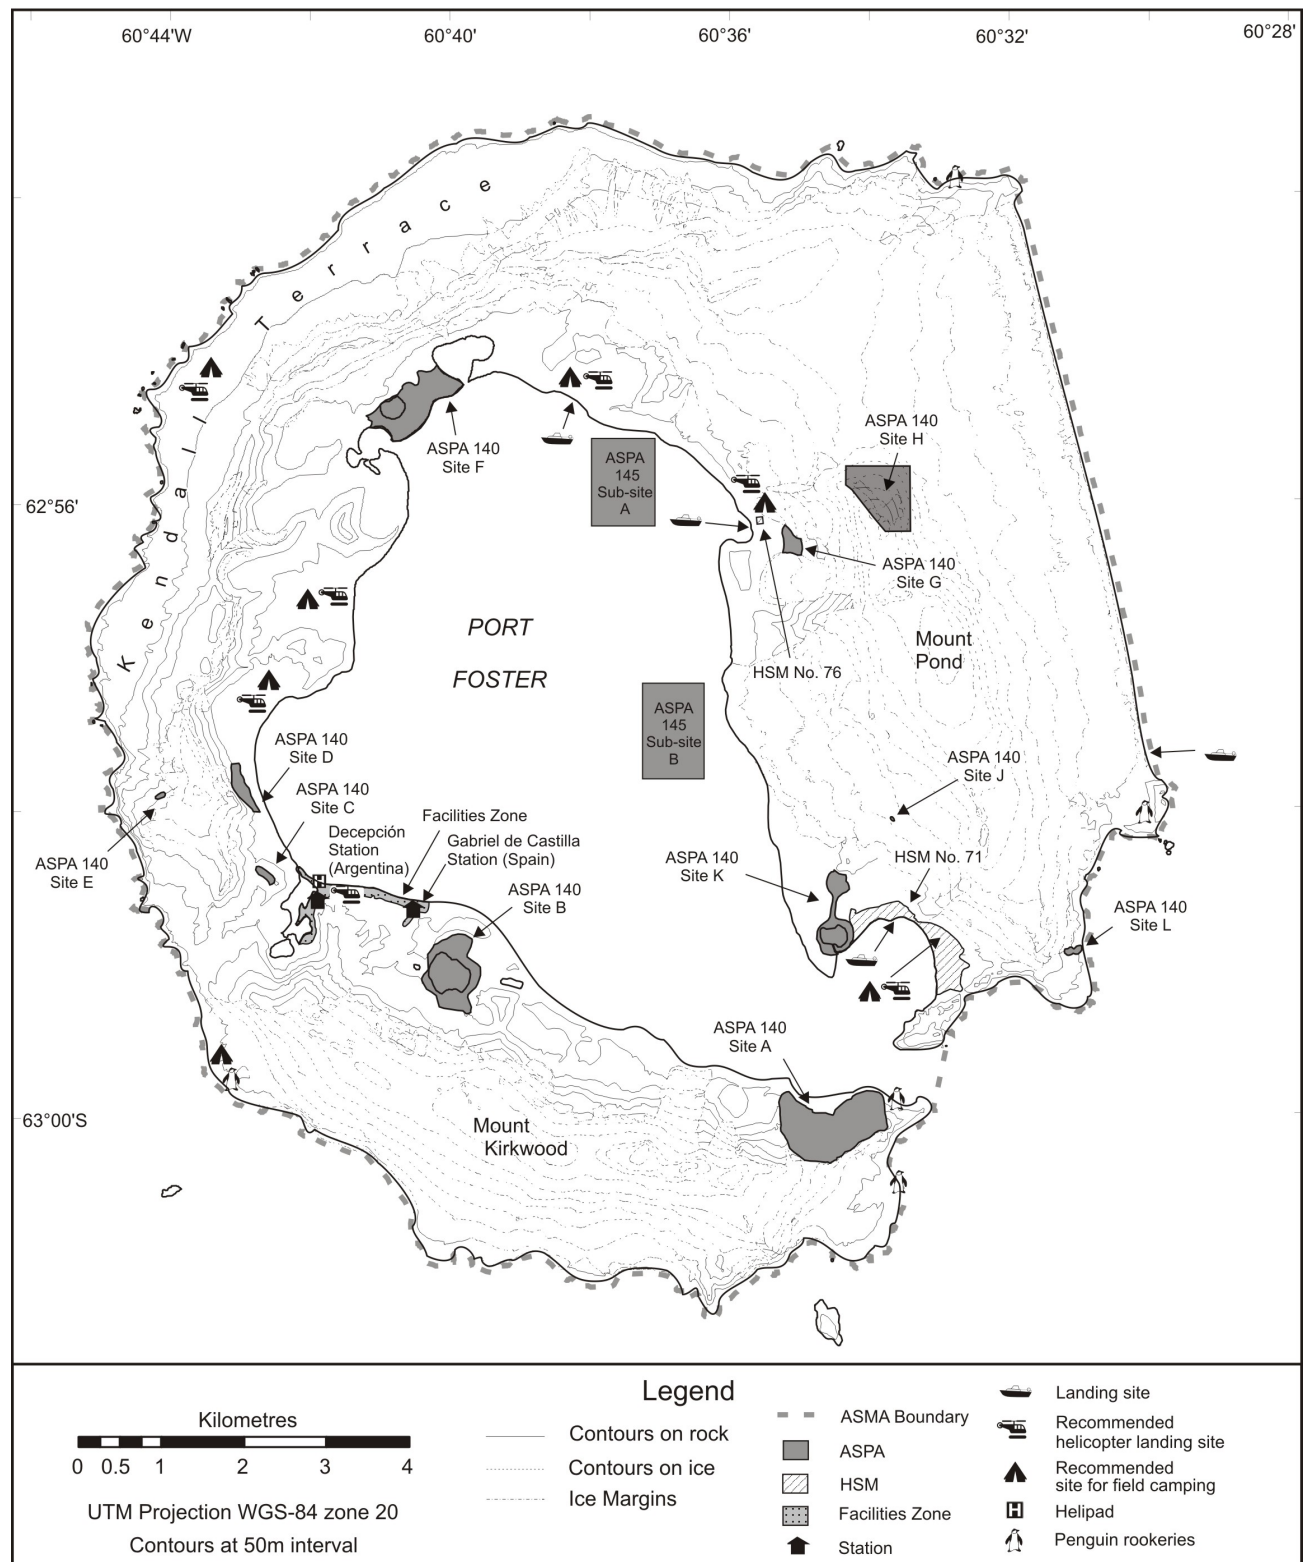 60°44'W
60°40'
60°36'
60°32'
60°28'
Kendall Terrace
ASPA 140
Site F
ASPA
145
Sub-site
A
ASPA 140
Site H
62°56'
ASPA 140
Site G
PORT
FOSTER
Mount
Pond
HSM No. 76
ASPA
145
Sub-site
B
ASPA 140
Site D
ASPA 140
Site J
ASPA 140
Site C
Facilities Zone
Decepción
Station
(Argentina)
Gabriel de Castilla
Station (Spain)
ASPA 140
Site E
ASPA 140
Site K
HSM No. 71
ASPA 140
Site B
ASPA 140
Site L
ASPA 140
Site A
63°00'S
Mount
Kirkwood
Kilometres
0 0.5 1 2 3 4
UTM Projection WGS-84 zone 20
Contours at 50m interval
Legend
Contours on rock
Contours on ice
Ice Margins
ASMA Boundary
ASPA
HSM
Facilities Zone
Station
Landing site
Recommended
helicopter landing site
Recommended
site for field camping
H
Helipad
Penguin rookeries